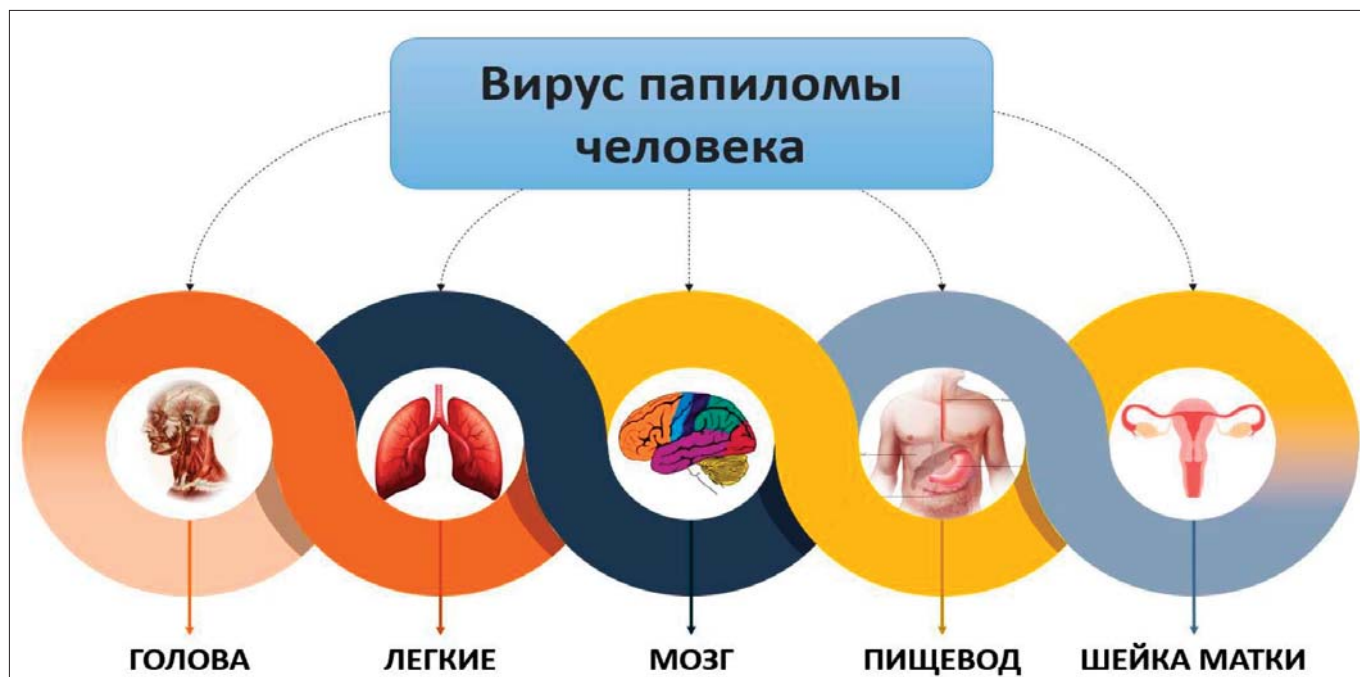 Вирус папиломы
человека
ГОЛОВА
ЛЕГКИЕ
МОЗГ
ПИЩЕВОД
ШЕЙКА МАТКИ